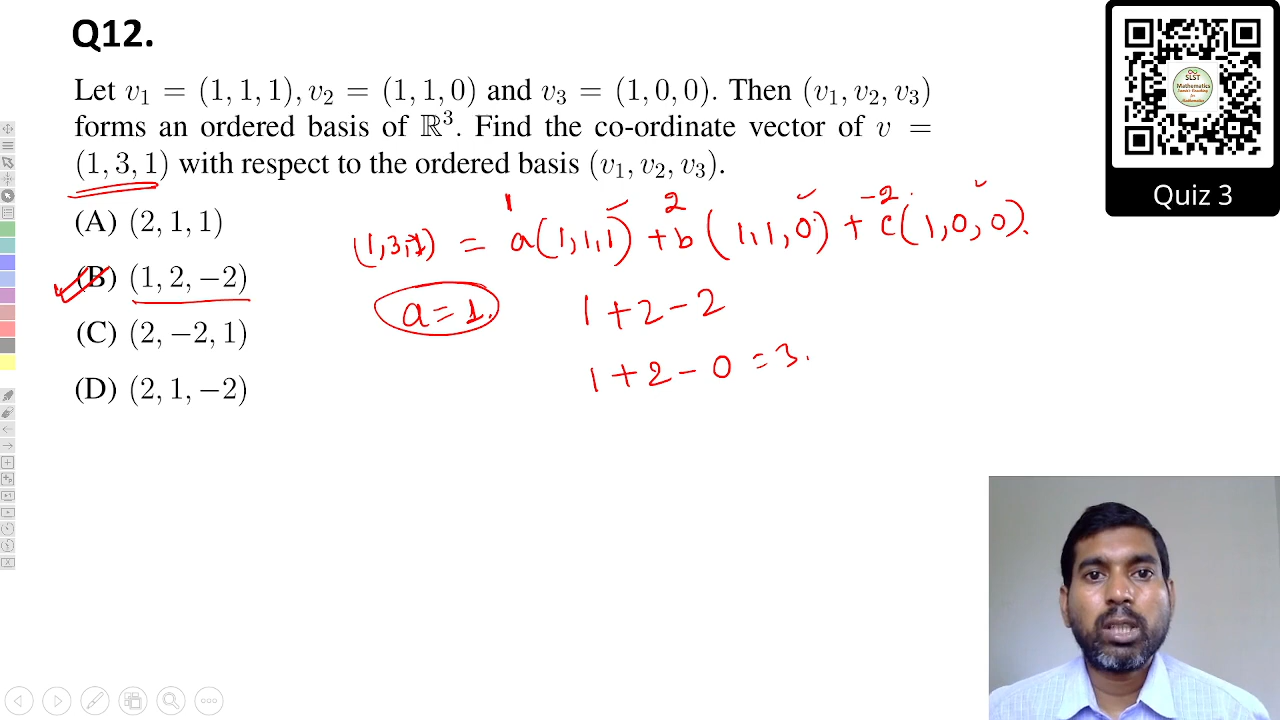 Q12.
Let v₁ = (1, 1, 1), v₂ = (1, 1, 0) and v₃ = (1, 0, 0). Then (v₁, v₂, v₃)
forms an ordered basis of ℝ³. Find the co-ordinate vector of v =
(1, 3, 1) with respect to the ordered basis (v₁, v₂, v₃).
(A) (2, 1, 1)
(B) (1, 2, −2)
(C) (2, −2, 1)
(D) (2, 1, −2)
1 2 −2
(1,3,1) = a(1,1,1) + b(1,1,0) + c(1,0,0).
a = 1.
1 + 2 − 2
1 + 2 − 0 = 3.
SLST
Mathematics
Quiz 3